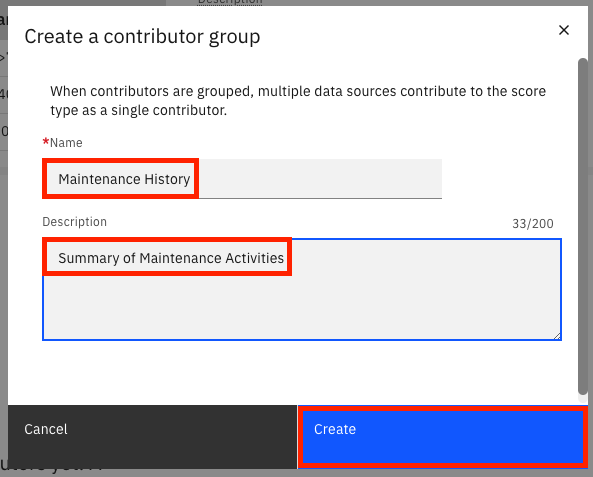 Description
Create a contributor group
When contributors are grouped, multiple data sources contribute to the score
type as a single contributor.
*Name
Maintenance History
Description
33/200
Summary of Maintenance Activities
Cancel
Create